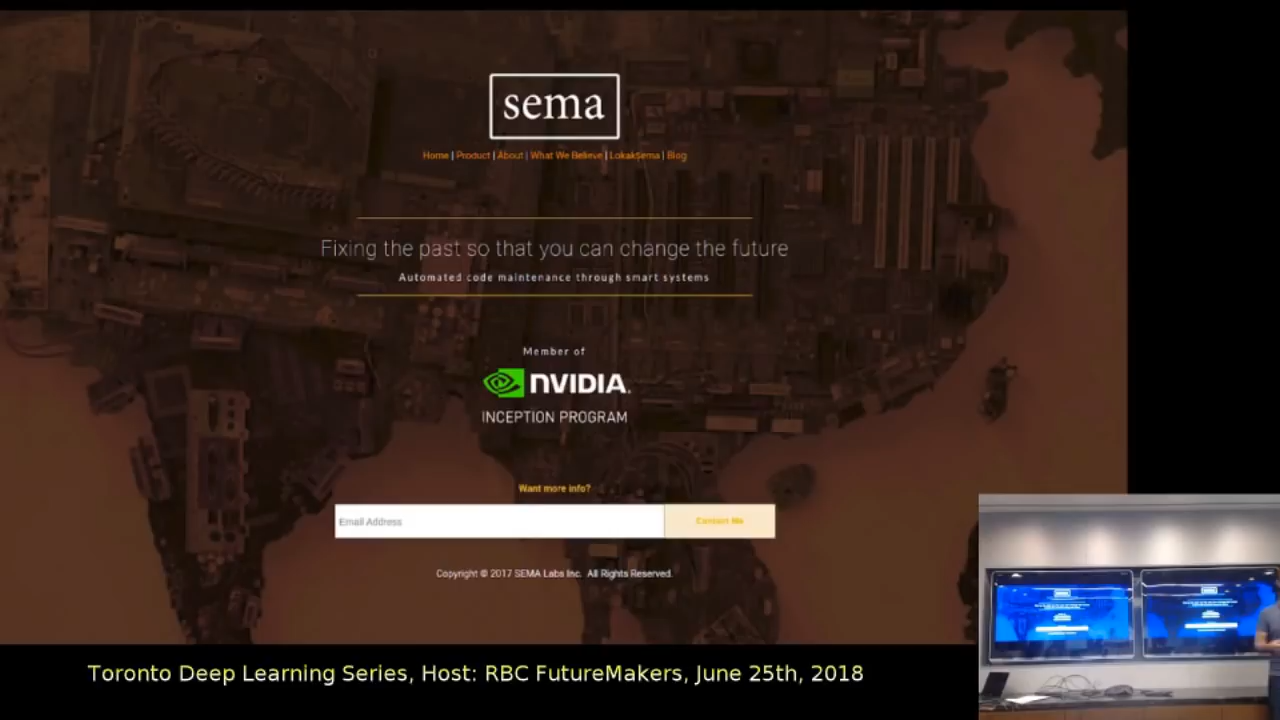 sema
Home | Product | About | What We Believe | LokakSema | Blog
Fixing the past so that you can change the future
Automated code maintenance through smart systems
Member of
NVIDIA.
INCEPTION PROGRAM
Want more info?
Email Address
Contact Me
Copyright © 2017 SEMA Labs Inc. All Rights Reserved.
Toronto Deep Learning Series, Host: RBC FutureMakers, June 25th, 2018